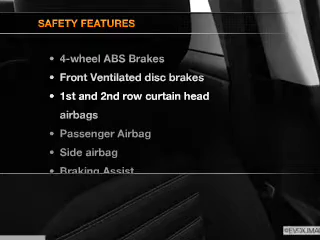 SAFETY FEATURES
• 4-wheel ABS Brakes
• Front Ventilated disc brakes
• 1st and 2nd row curtain head
airbags
• Passenger Airbag
• Side airbag
• Braking Assist